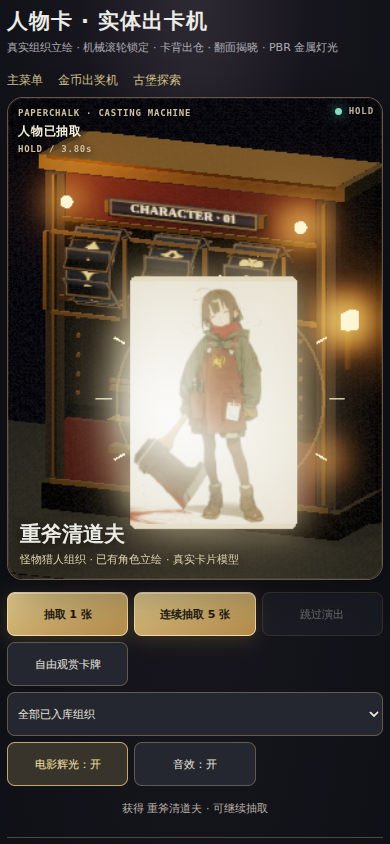 人物卡 · 实体出卡机
真实组织立绘 · 机械滚轮锁定 · 卡背出仓 · 翻面揭晓 · PBR 金属灯光
主菜单 金币出奖机 古堡探索
PAPERCHALK · CASTING MACHINE
HOLD
人物已抽取
HOLD / 3.80s
CHARACTER · 01
重斧清道夫
怪物猎人组织 · 已有角色立绘 · 真实卡片模型
抽取 1 张
连续抽取 5 张
跳过演出
自由观赏卡牌
全部已入库组织
电影辉光：开
音效：开
获得 重斧清道夫 · 可继续抽取